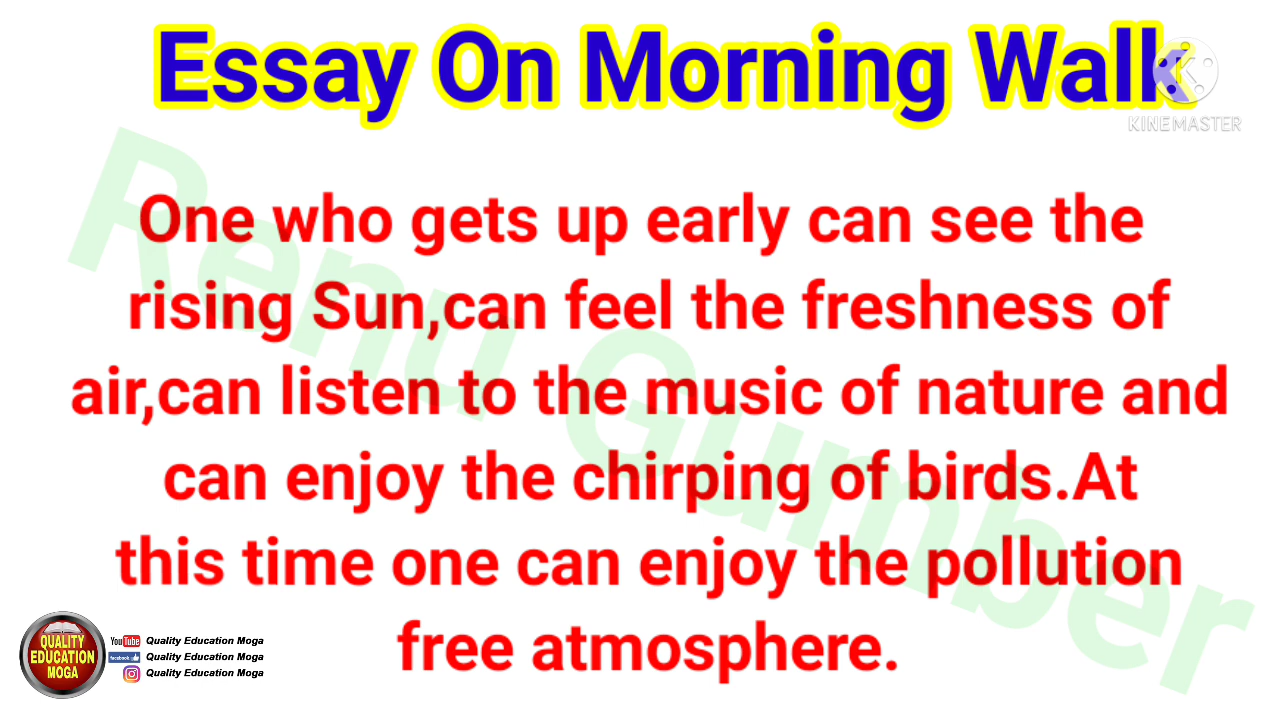 Essay On Morning Walk
KINEMASTER
One who gets up early can see the
rising Sun,can feel the freshness of
air,can listen to the music of nature and
can enjoy the chirping of birds.At
this time one can enjoy the pollution
free atmosphere.
Renu Gumber
QUALITY
EDUCATION
MOGA
YouTube Quality Education Moga
facebook Quality Education Moga
Quality Education Moga